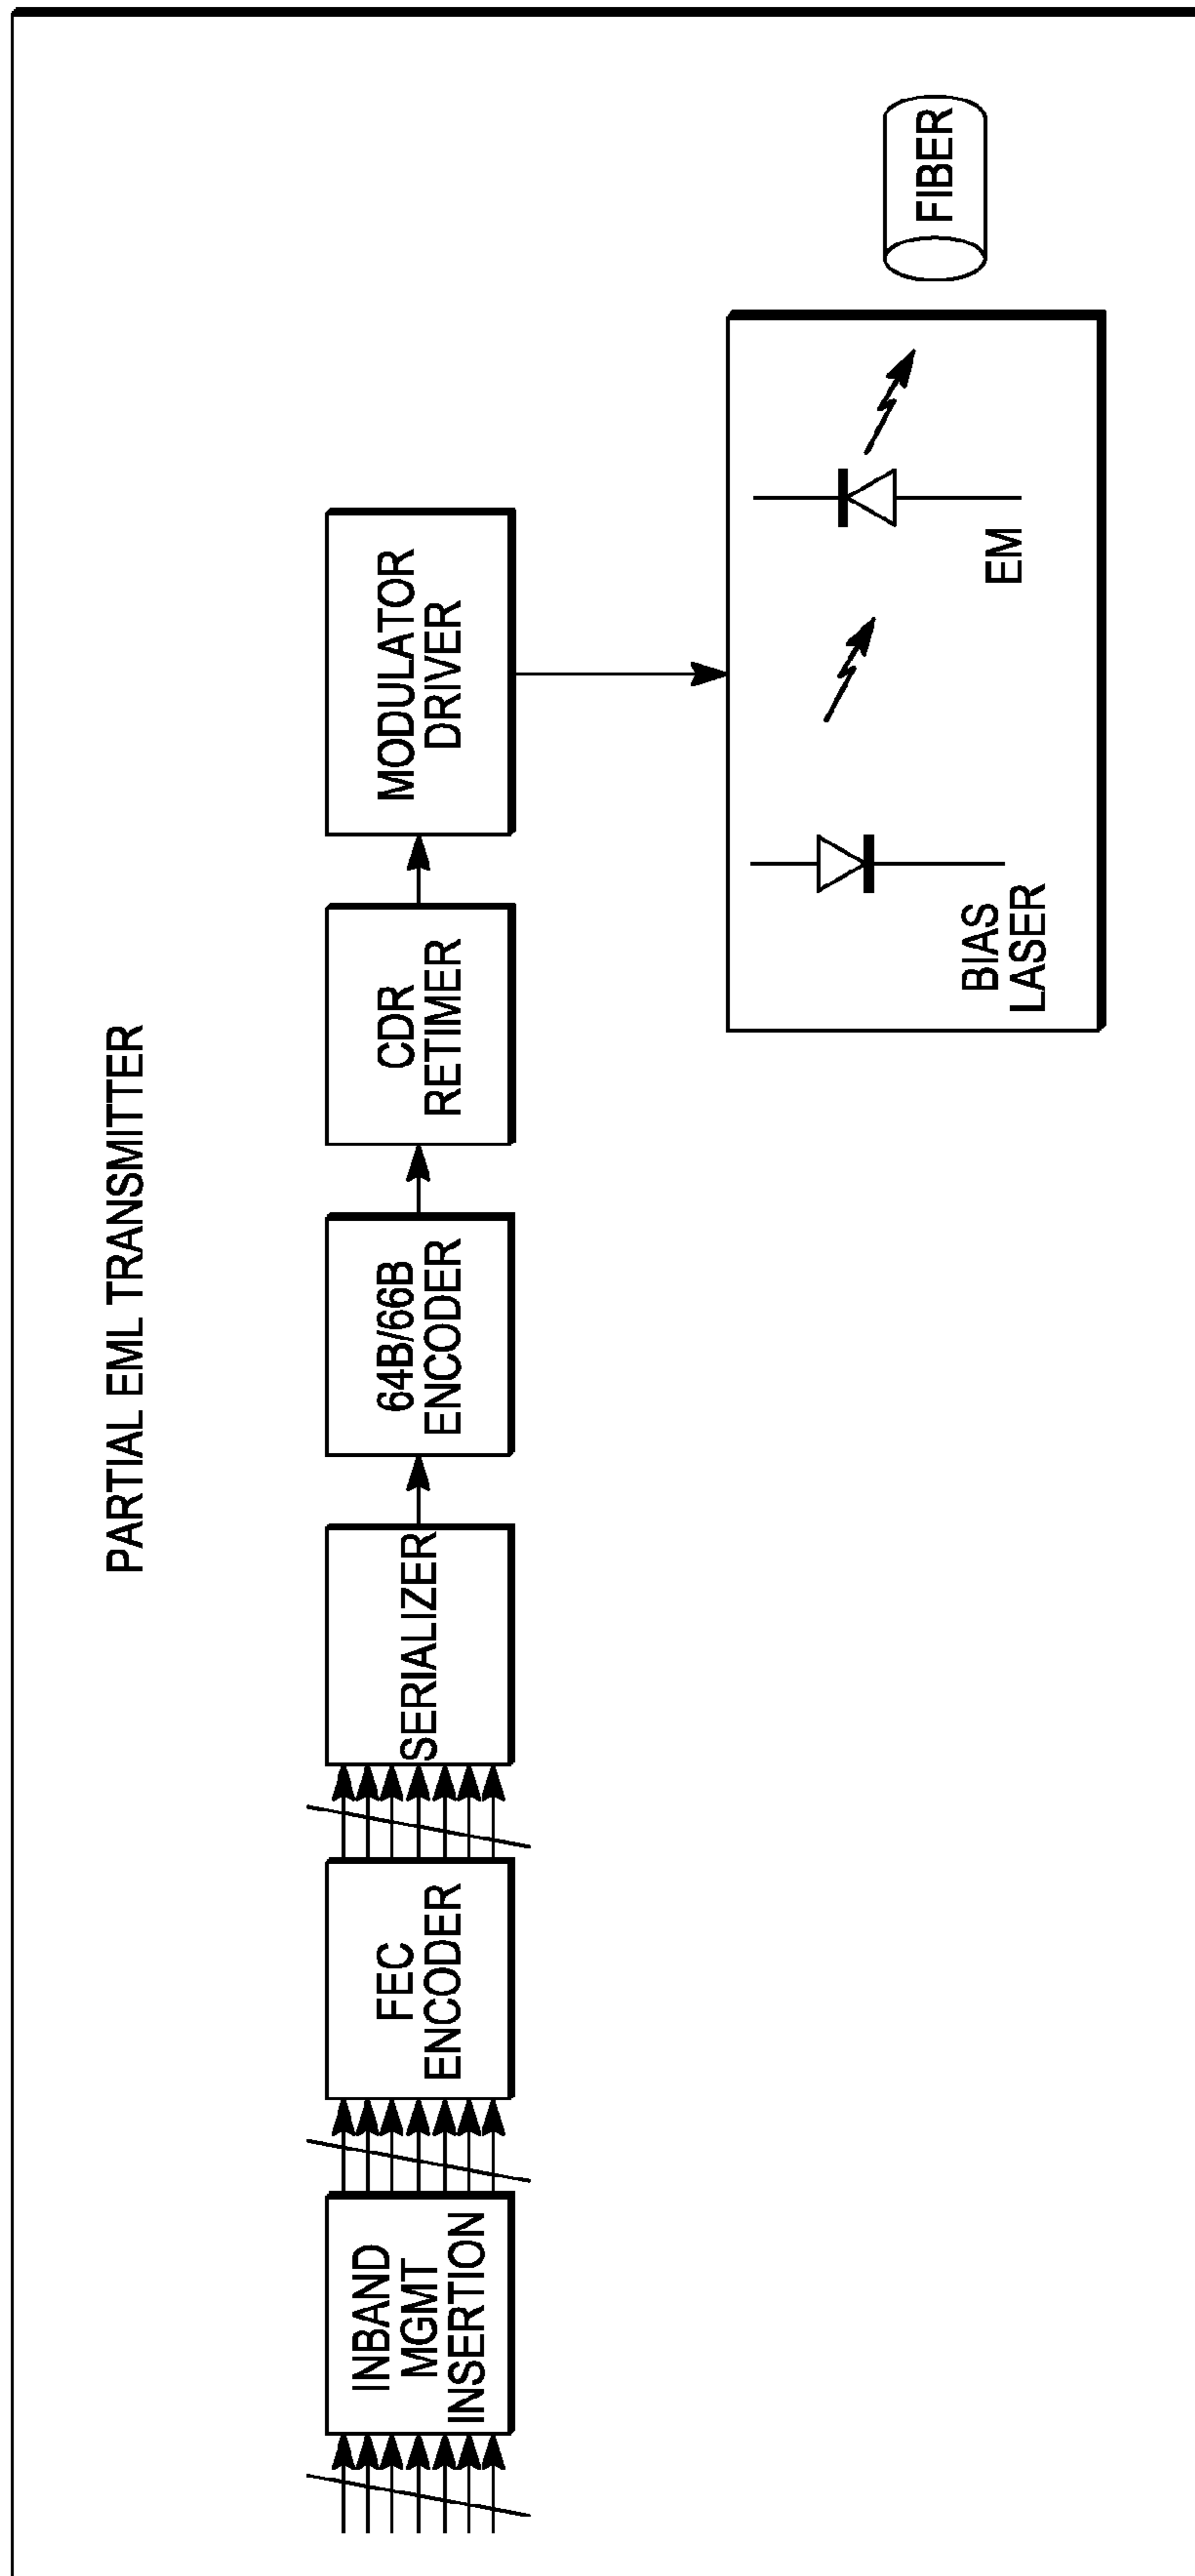 PARTIAL EML TRANSMITTER
INBAND
MGMT
INSERTION
FEC
ENCODER
SERIALIZER
64B/66B
ENCODER
CDR
RETIMER
MODULATOR
DRIVER
BIAS
LASER
EM
FIBER